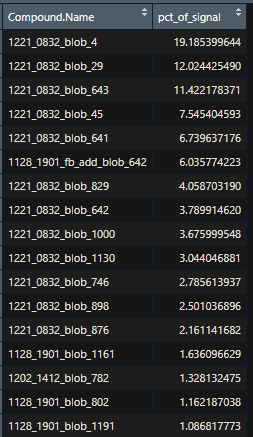 Compound.Name pct_of_signal
1221_0832_blob_4 19.185399644
1221_0832_blob_29 12.024425490
1221_0832_blob_643 11.422178371
1221_0832_blob_45 7.545404593
1221_0832_blob_641 6.739637176
1128_1901_fb_add_blob_642 6.035774223
1221_0832_blob_829 4.058703190
1221_0832_blob_642 3.789914620
1221_0832_blob_1000 3.675999548
1221_0832_blob_1130 3.044046881
1221_0832_blob_746 2.785613937
1221_0832_blob_898 2.501036896
1221_0832_blob_876 2.161141682
1128_1901_blob_1161 1.636096629
1202_1412_blob_782 1.328132475
1128_1901_blob_802 1.162187038
1128_1901_blob_1191 1.086817773